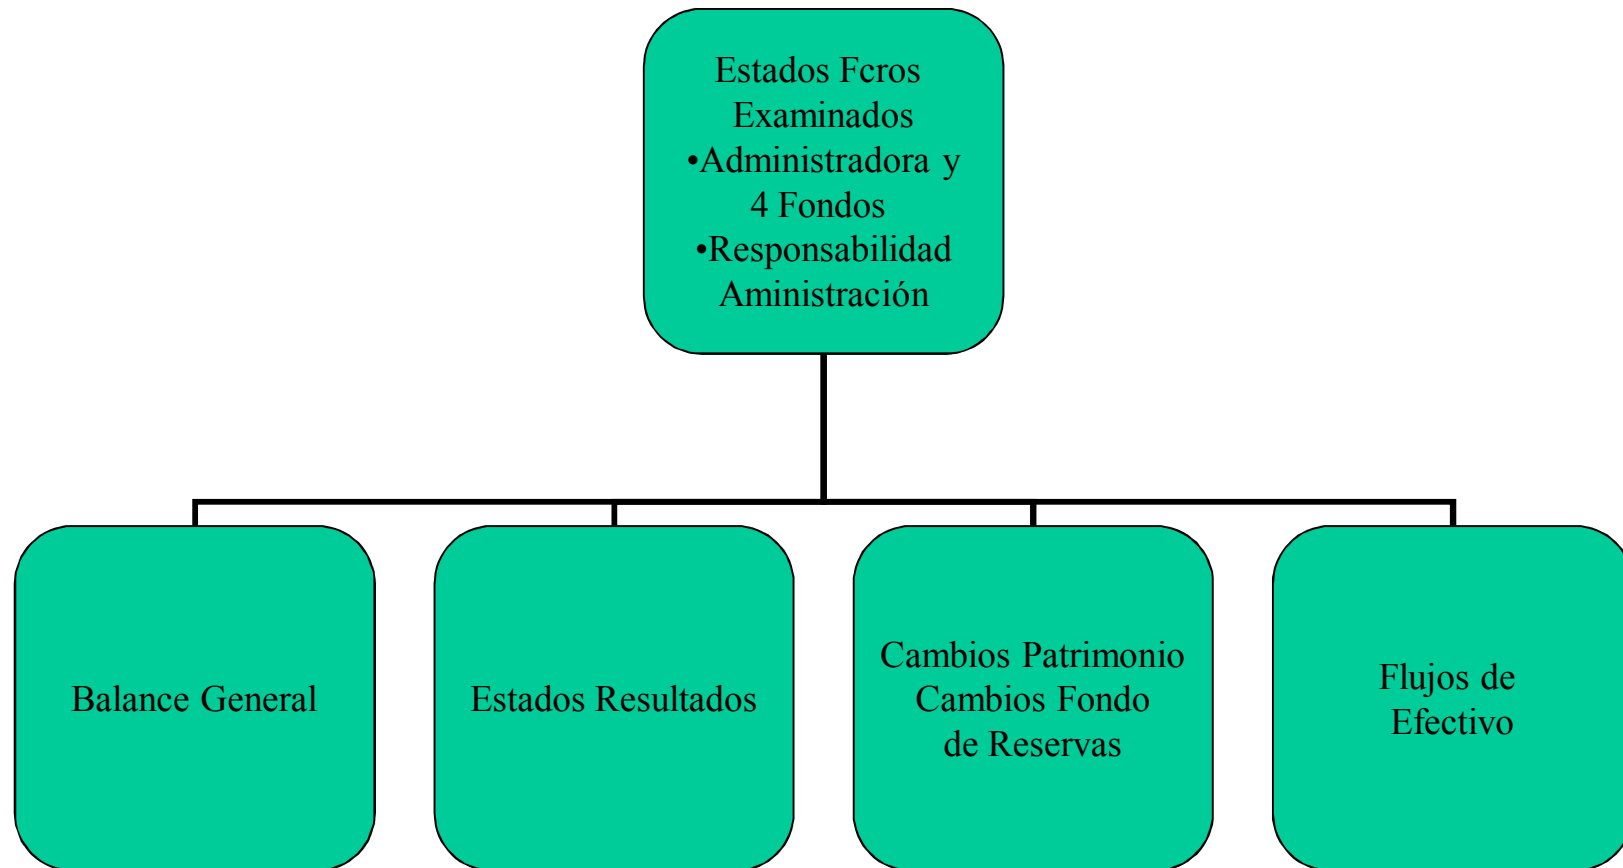 Estados Fcros
Examinados
•Administradora y
4 Fondos
•Responsabilidad
Aministración
Balance General
Estados Resultados
Cambios Patrimonio
Cambios Fondo
de Reservas
Flujos de
Efectivo